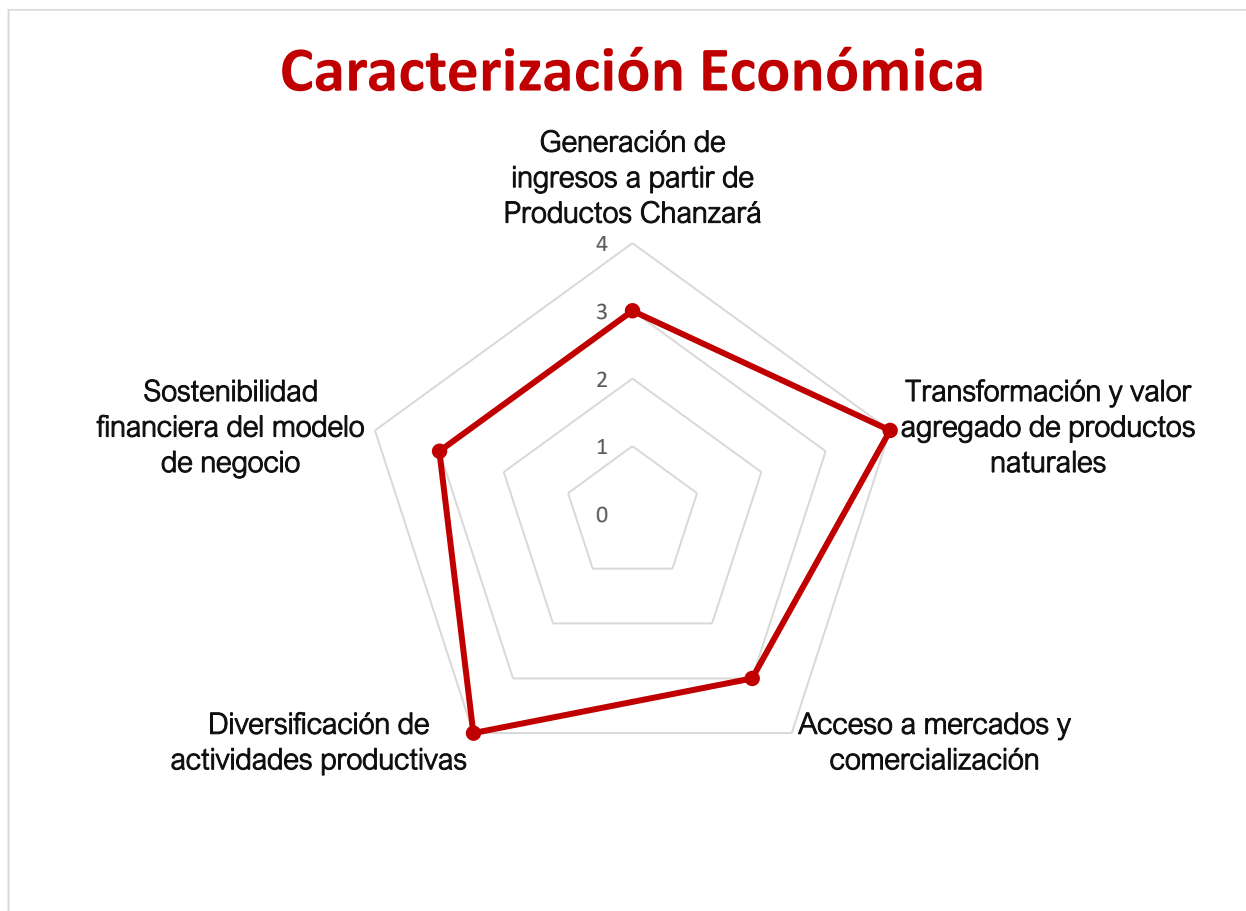 Caracterización Económica
Generación de
ingresos a partir de
Productos Chanzará
4
3
2
1
0
Transformación y valor
agregado de productos
naturales
Acceso a mercados y
comercialización
Diversificación de
actividades productivas
Sostenibilidad
financiera del modelo
de negocio